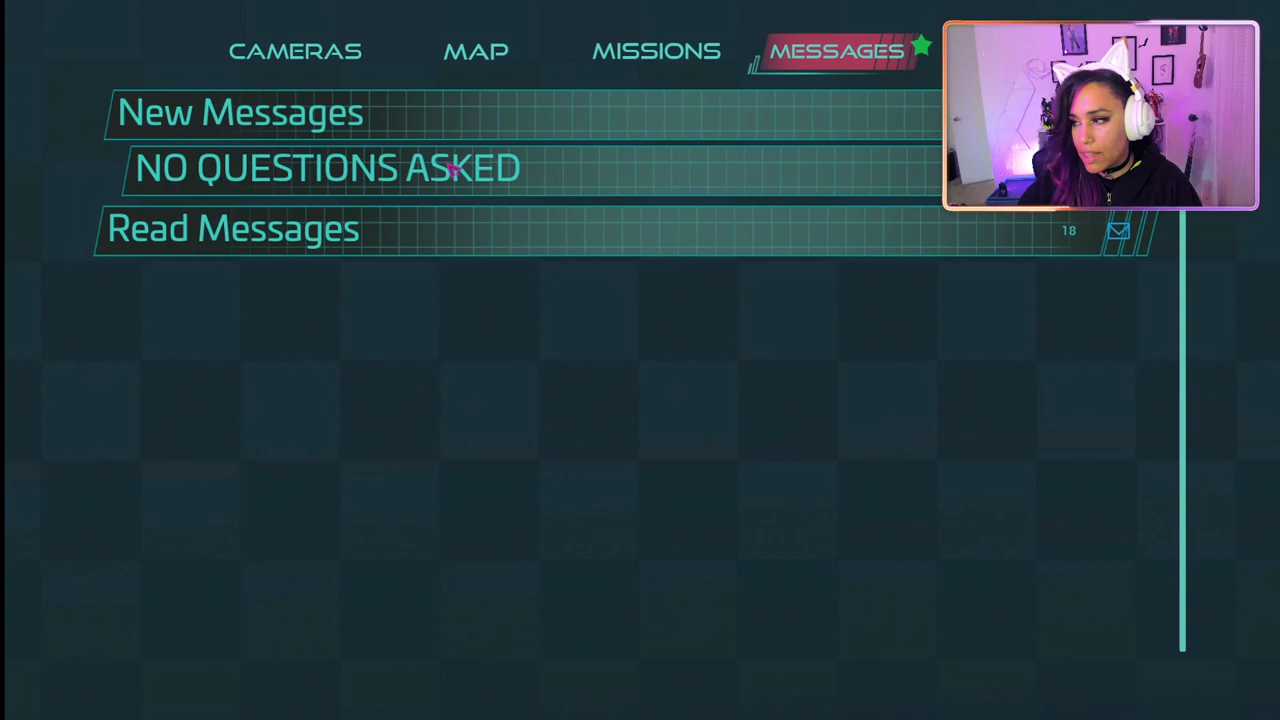 CAMERAS MAP MISSIONS MESSAGES
New Messages
NO QUESTIONS ASKED
Read Messages 18